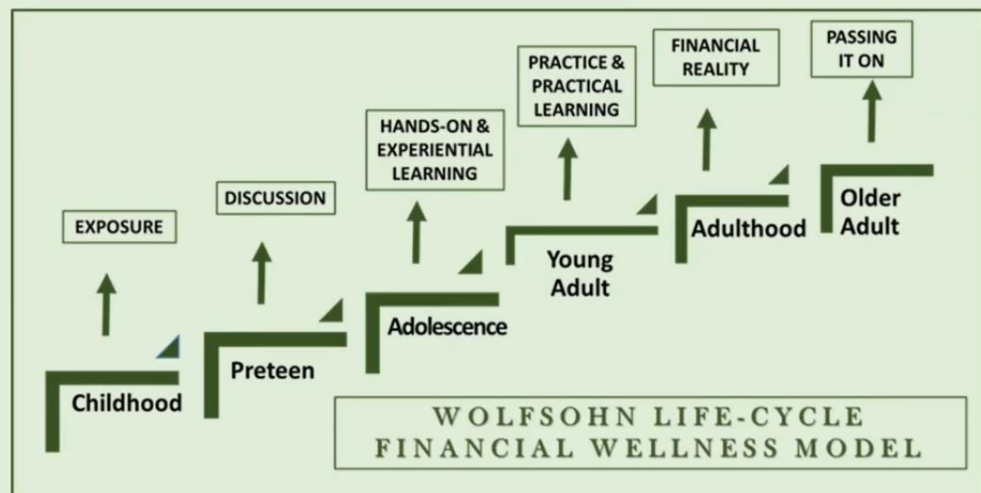 EXPOSURE
DISCUSSION
HANDS-ON &
EXPERIENTIAL
LEARNING
PRACTICE &
PRACTICAL
LEARNING
FINANCIAL
REALITY
PASSING
IT ON
Childhood
Preteen
Adolescence
Young
Adult
Adulthood
Older
Adult
WOLFSOHN LIFE-CYCLE
FINANCIAL WELLNESS MODEL